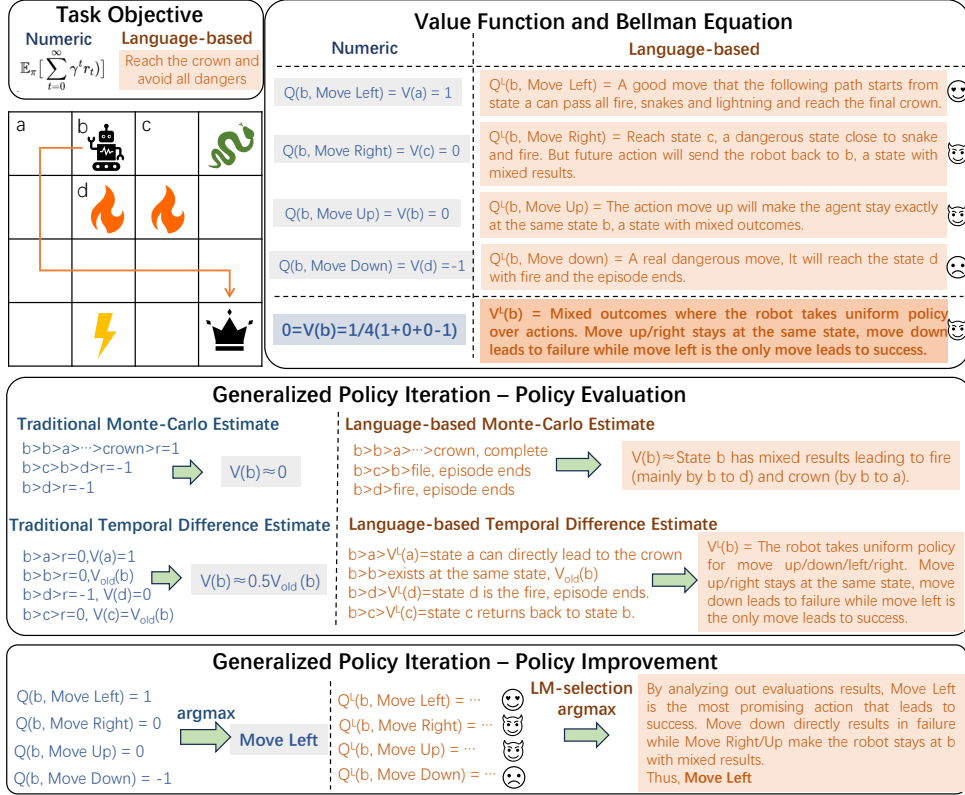 Task Objective
Numeric
Language-based
𝔼π[ ∑_{t=0}^{∞} γ^t r_t)]
Reach the crown and
avoid all dangers
a
b
c
d
Value Function and Bellman Equation
Numeric
Language-based
Q(b, Move Left) = V(a) = 1
Qᴸ(b, Move Left) = A good move that the following path starts from
state a can pass all fire, snakes and lightning and reach the final crown.
Q(b, Move Right) = V(c) = 0
Qᴸ(b, Move Right) = Reach state c, a dangerous state close to snake
and fire. But future action will send the robot back to b, a state with
mixed results.
Q(b, Move Up) = V(b) = 0
Qᴸ(b, Move Up) = The action move up will make the agent stay exactly
at the same state b, a state with mixed outcomes.
Q(b, Move Down) = V(d) =-1
Qᴸ(b, Move down) = A real dangerous move, It will reach the state d
with fire and the episode ends.
0=V(b)=1/4(1+0+0-1)
Vᴸ(b) = Mixed outcomes where the robot takes uniform policy
over actions. Move up/right stays at the same state, move down
leads to failure while move left is the only move leads to success.
Generalized Policy Iteration – Policy Evaluation
Traditional Monte-Carlo Estimate
b>b>a>⋯>crown>r=1
b>c>b>d>r=-1
b>d>r=-1
V(b)≈0
Language-based Monte-Carlo Estimate
b>b>a>⋯>crown, complete
b>c>b>file, episode ends
b>d>fire, episode ends
V(b)≈State b has mixed results leading to fire
(mainly by b to d) and crown (by b to a).
Traditional Temporal Difference Estimate
b>a>r=0,V(a)=1
b>b>r=0,V_old(b)
b>d>r=-1, V(d)=0
b>c>r=0, V(c)=V_old(b)
V(b)≈0.5V_old (b)
Language-based Temporal Difference Estimate
b>a>Vᴸ(a)=state a can directly lead to the crown
b>b>exists at the same state, V_old(b)
b>d>Vᴸ(d)=state d is the fire, episode ends.
b>c>Vᴸ(c)=state c returns back to state b.
Vᴸ(b) = The robot takes uniform policy
for move up/down/left/right. Move
up/right stays at the same state, move
down leads to failure while move left is
the only move leads to success.
Generalized Policy Iteration – Policy Improvement
Q(b, Move Left) = 1
Q(b, Move Right) = 0
Q(b, Move Up) = 0
Q(b, Move Down) = -1
argmax
Move Left
Qᴸ(b, Move Left) = ⋯
Qᴸ(b, Move Right) = ⋯
Qᴸ(b, Move Up) = ⋯
Qᴸ(b, Move Down) = ⋯
LM-selection
argmax
By analyzing out evaluations results, Move Left
is the most promising action that leads to
success. Move down directly results in failure
while Move Right/Up make the robot stays at b
with mixed results.
Thus, Move Left